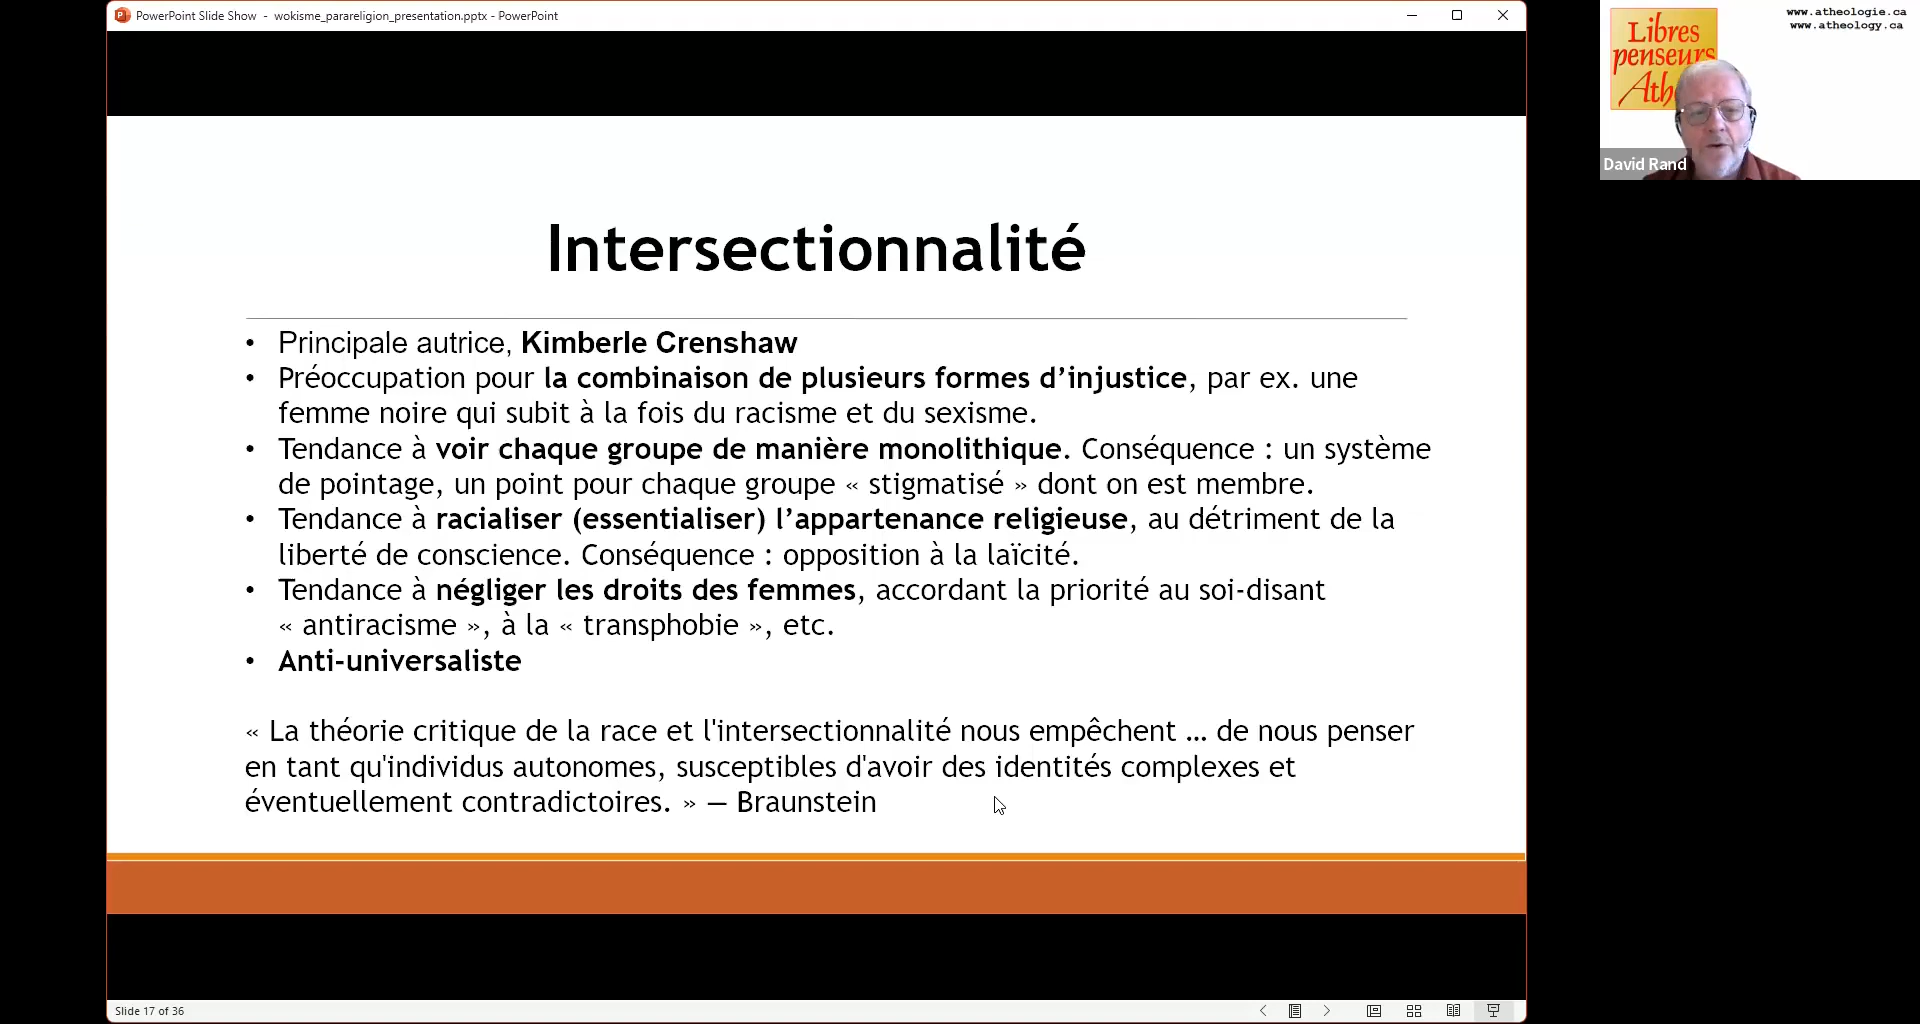 PowerPoint Slide Show - wokisme_parareligion_presentation.pptx - PowerPoint
www.atheologie.ca
www.atheology.ca
Libres
penseurs
Ath
David Rand
Intersectionnalité
• Principale autrice, Kimberle Crenshaw
• Préoccupation pour la combinaison de plusieurs formes d’injustice, par ex. une
femme noire qui subit à la fois du racisme et du sexisme.
• Tendance à voir chaque groupe de manière monolithique. Conséquence : un système
de pointage, un point pour chaque groupe « stigmatisé » dont on est membre.
• Tendance à racialiser (essentialiser) l’appartenance religieuse, au détriment de la
liberté de conscience. Conséquence : opposition à la laïcité.
• Tendance à négliger les droits des femmes, accordant la priorité au soi-disant
« antiracisme », à la « transphobie », etc.
• Anti-universaliste
« La théorie critique de la race et l'intersectionnalité nous empêchent … de nous penser
en tant qu'individus autonomes, susceptibles d'avoir des identités complexes et
éventuellement contradictoires. » — Braunstein
Slide 17 of 36